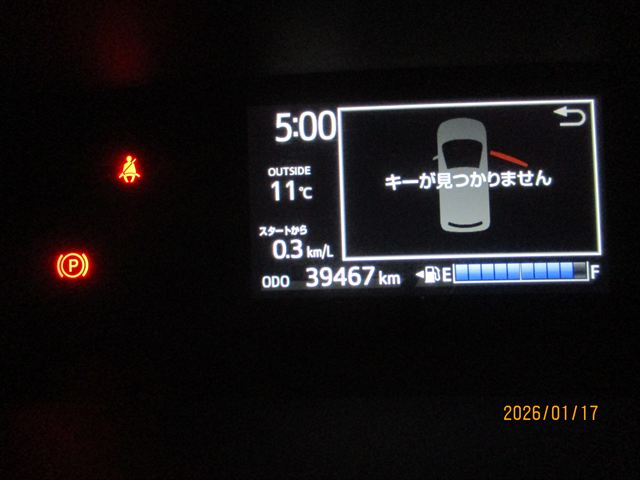 5:00
OUTSIDE
11℃
スタートから
0.3 km/L
キーが見つかりません
ODO 39467 km
E F
P
2026/01/17